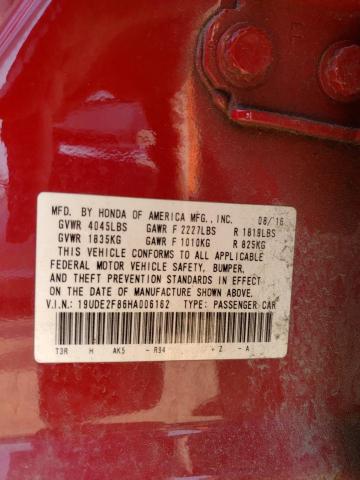 MFD. BY HONDA OF AMERICA MFG., INC. 08/16
GVWR 4045LBS GAWR F 2227LBS R 1819LBS
GVWR 1835KG GAWR F 1010KG R 825KG
THIS VEHICLE CONFORMS TO ALL APPLICABLE
FEDERAL MOTOR VEHICLE SAFETY, BUMPER,
AND THEFT PREVENTION STANDARDS IN EFFECT
ON THE DATE OF MANUFACTURE SHOWN ABOVE.
V.I.N.: 19UDE2F86HA006162 TYPE: PASSENGER CAR
T3R H AK5 -R94 +Z -A